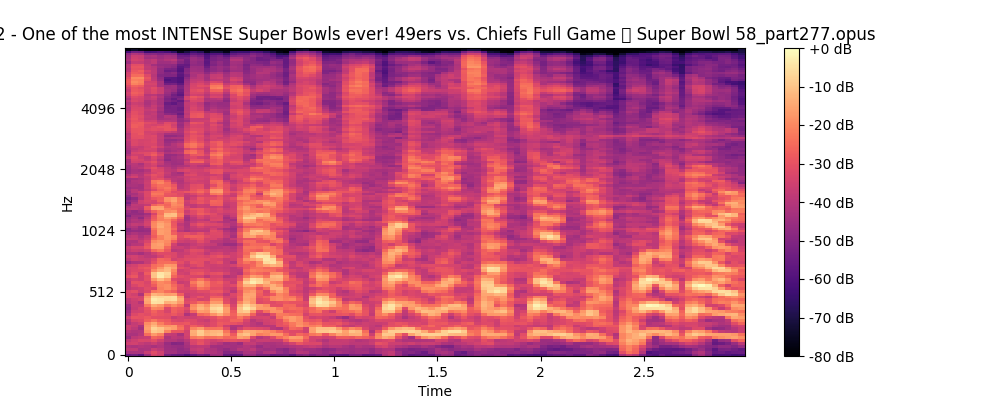 2 - One of the most INTENSE Super Bowls ever! 49ers vs. Chiefs Full Game ▯ Super Bowl 58_part277.opus
+0 dB
4096
-10 dB
-20 dB
2048
-30 dB
Hz
1024
-40 dB
-50 dB
512
-60 dB
-70 dB
0
-80 dB
0 0.5 1 1.5 2 2.5
Time